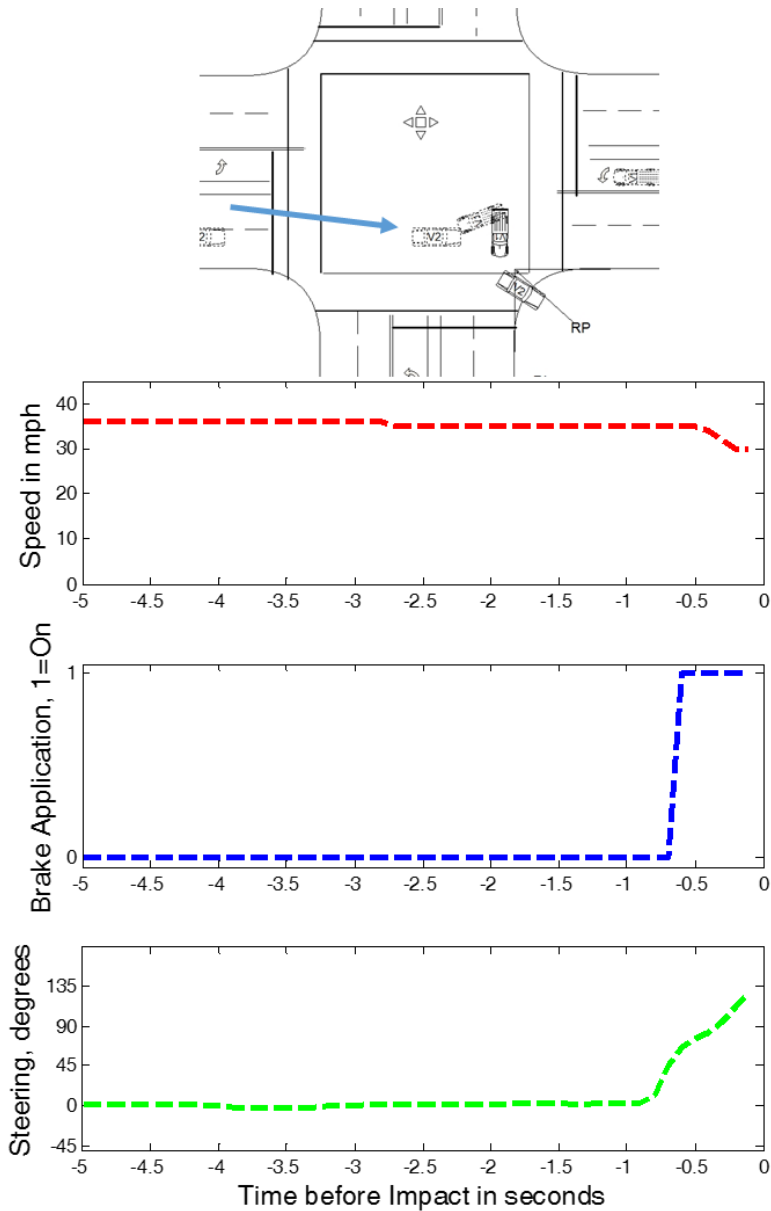 2
V2
V2
RP
Speed in mph
40
30
20
10
0
-5 -4.5 -4 -3.5 -3 -2.5 -2 -1.5 -1 -0.5 0
Brake Application, 1=On
1
0
-5 -4.5 -4 -3.5 -3 -2.5 -2 -1.5 -1 -0.5 0
Steering, degrees
135
90
45
0
-45
-5 -4.5 -4 -3.5 -3 -2.5 -2 -1.5 -1 -0.5 0
Time before Impact in seconds